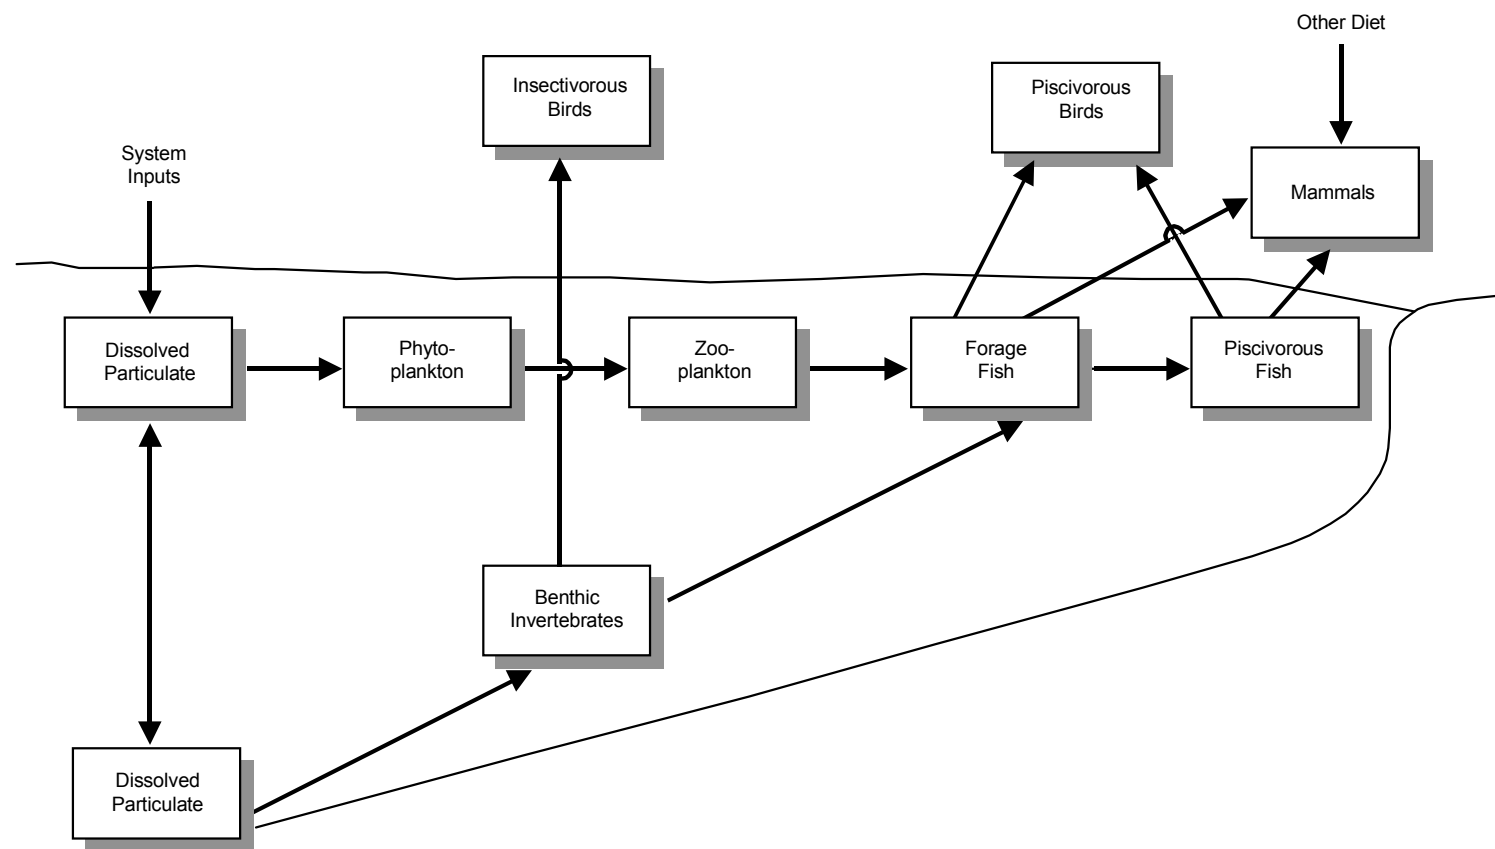 Other Diet
Insectivorous
Birds
Piscivorous
Birds
System
Inputs
Mammals
Dissolved
Particulate
Phyto-
plankton
Zoo-
plankton
Forage
Fish
Piscivorous
Fish
Benthic
Invertebrates
Dissolved
Particulate